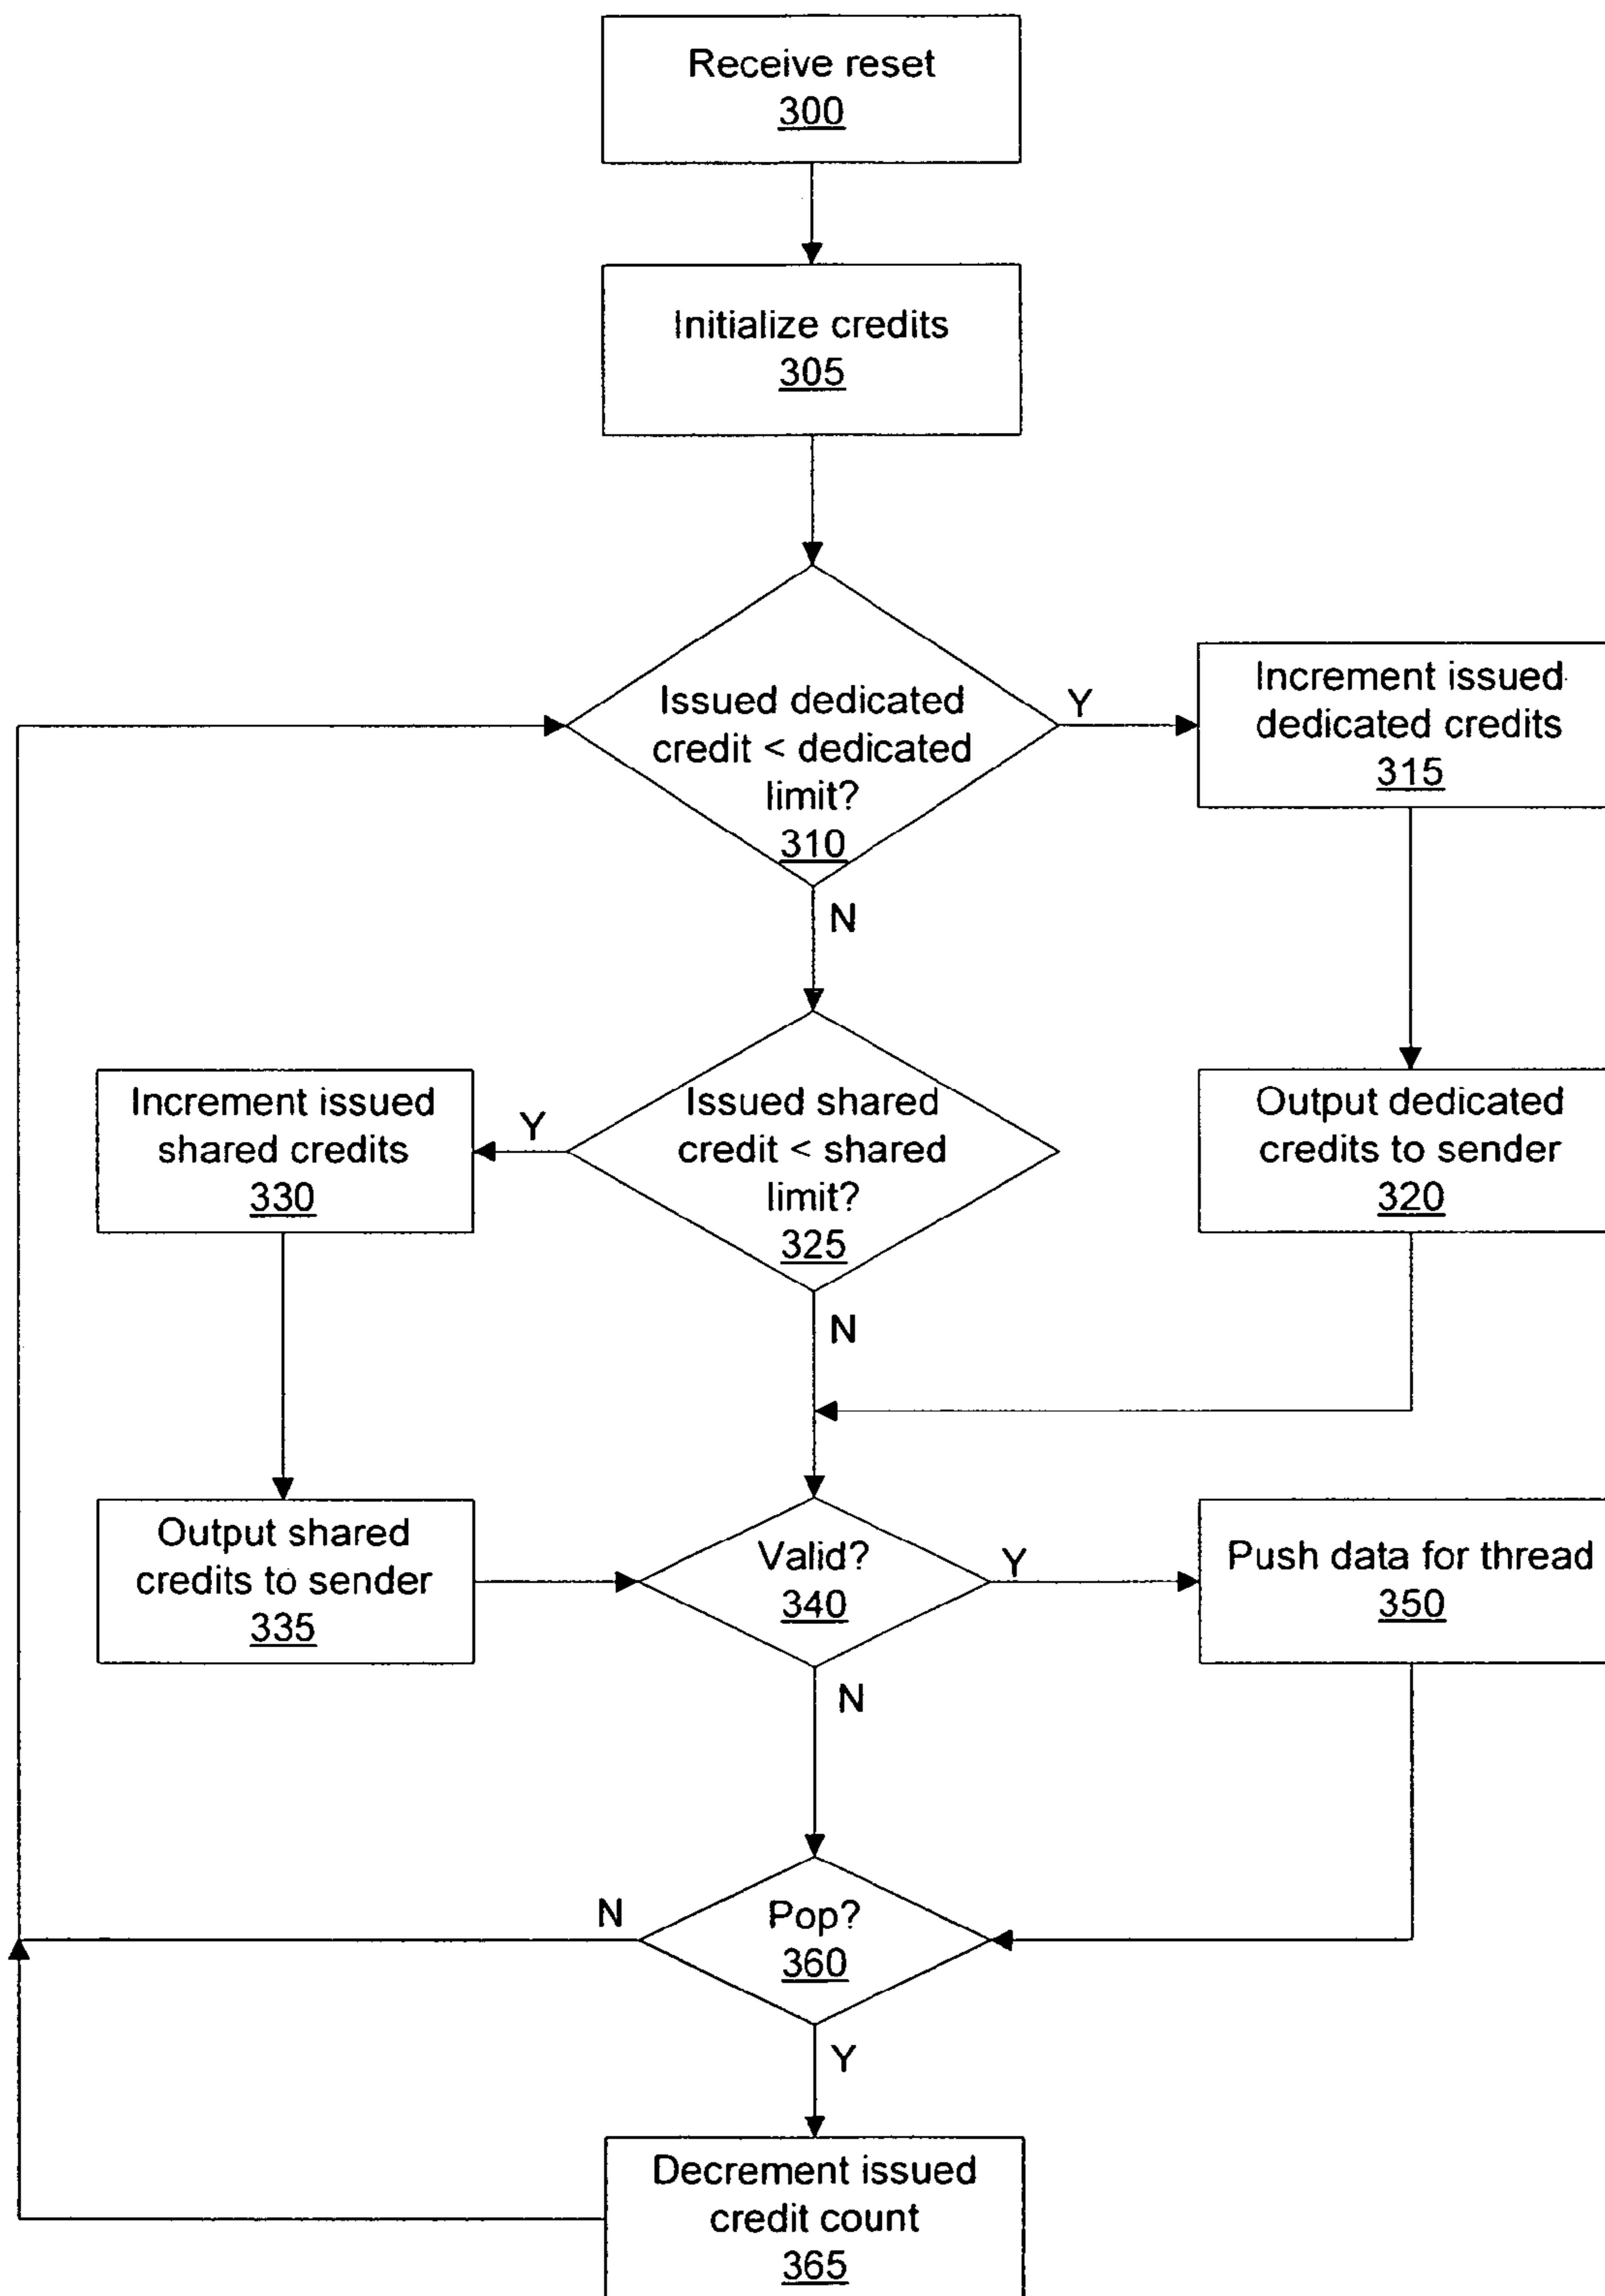 Receive reset
300
Initialize credits
305
Issued dedicated
credit < dedicated
limit?
310
Y
Increment issued
dedicated credits
315
N
Increment issued
shared credits
330
Y
Issued shared
credit < shared
limit?
325
Output dedicated
credits to sender
320
N
Output shared
credits to sender
335
Valid?
340
Y
Push data for thread
350
N
N
Pop?
360
Y
Decrement issued
credit count
365